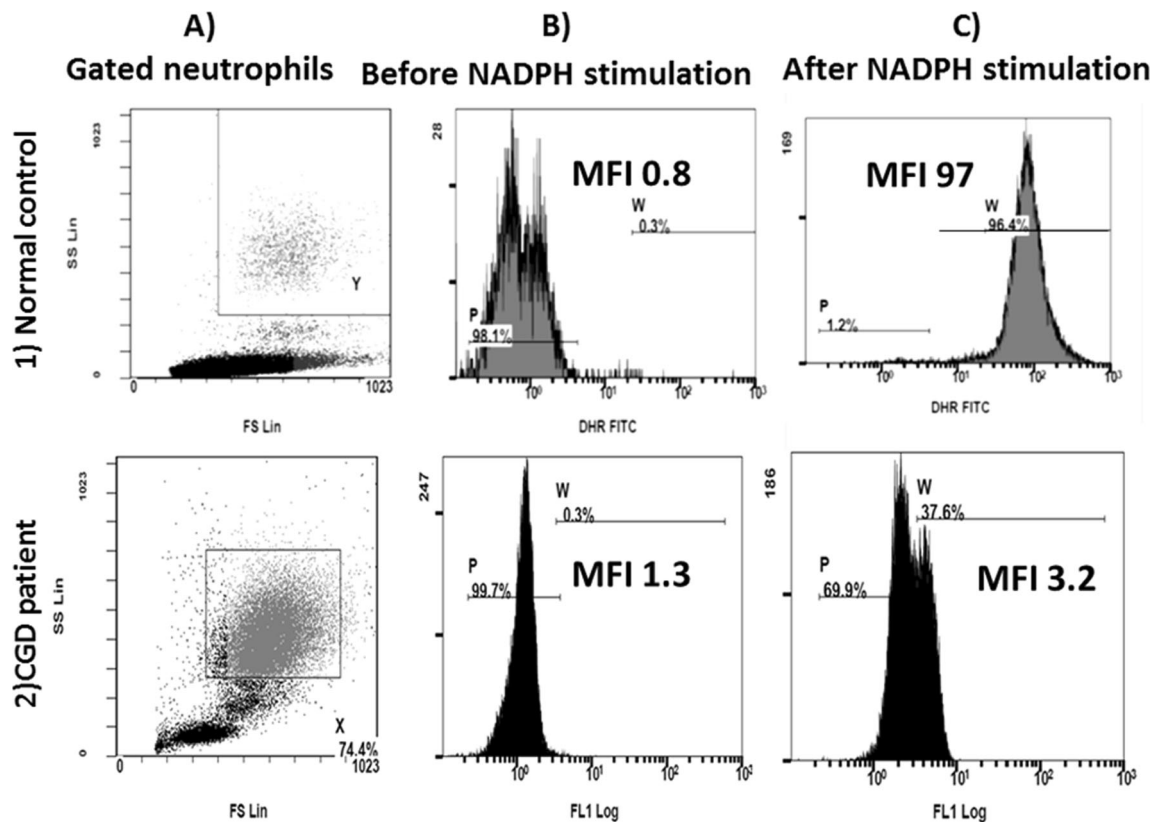 A)
Gated neutrophils
B)
Before NADPH stimulation
C)
After NADPH stimulation
1) Normal control
1023
SS Lin
0
Y
0
1023
FS Lin
28
MFI 0.8
W
0.3%
P
98.1%
10⁰
10¹
10²
10³
DHR FITC
169
MFI 97
W
96.4%
P
1.2%
10⁰
10¹
10²
10³
DHR FITC
2)CGD patient
1023
SS Lin
0
X
74.4%
0
1023
FS Lin
247
W
0.3%
P
99.7%
MFI 1.3
10⁰
10¹
10²
10³
FL1 Log
186
W
37.6%
P
69.9%
MFI 3.2
10⁰
10¹
10²
10³
FL1 Log